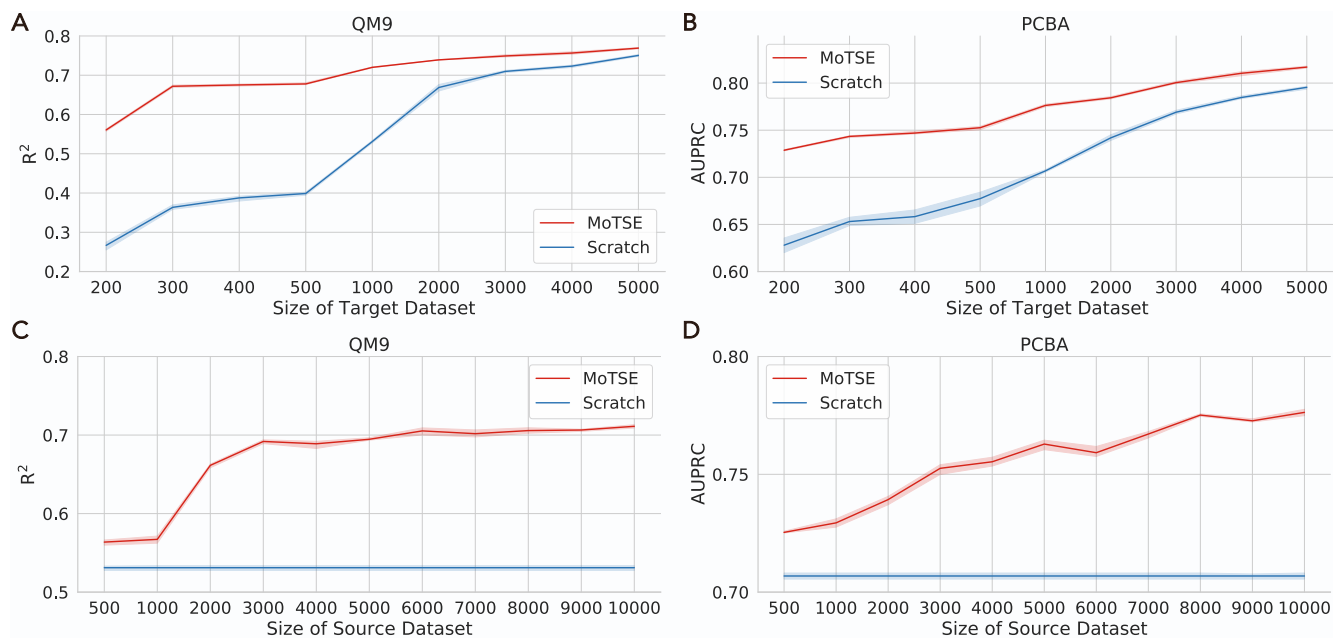 A
QM9
0.8
0.7
0.6
0.5
0.4
0.3
0.2
R²
MoTSE
Scratch
200 300 400 500 1000 2000 3000 4000 5000
Size of Target Dataset
B
PCBA
MoTSE
Scratch
0.80
0.75
0.70
0.65
0.60
AUPRC
200 300 400 500 1000 2000 3000 4000 5000
Size of Target Dataset
C
QM9
0.8
0.7
0.6
0.5
R²
MoTSE
Scratch
500 1000 2000 3000 4000 5000 6000 7000 8000 9000 10000
Size of Source Dataset
D
PCBA
0.80
0.75
0.70
AUPRC
MoTSE
Scratch
500 1000 2000 3000 4000 5000 6000 7000 8000 9000 10000
Size of Source Dataset